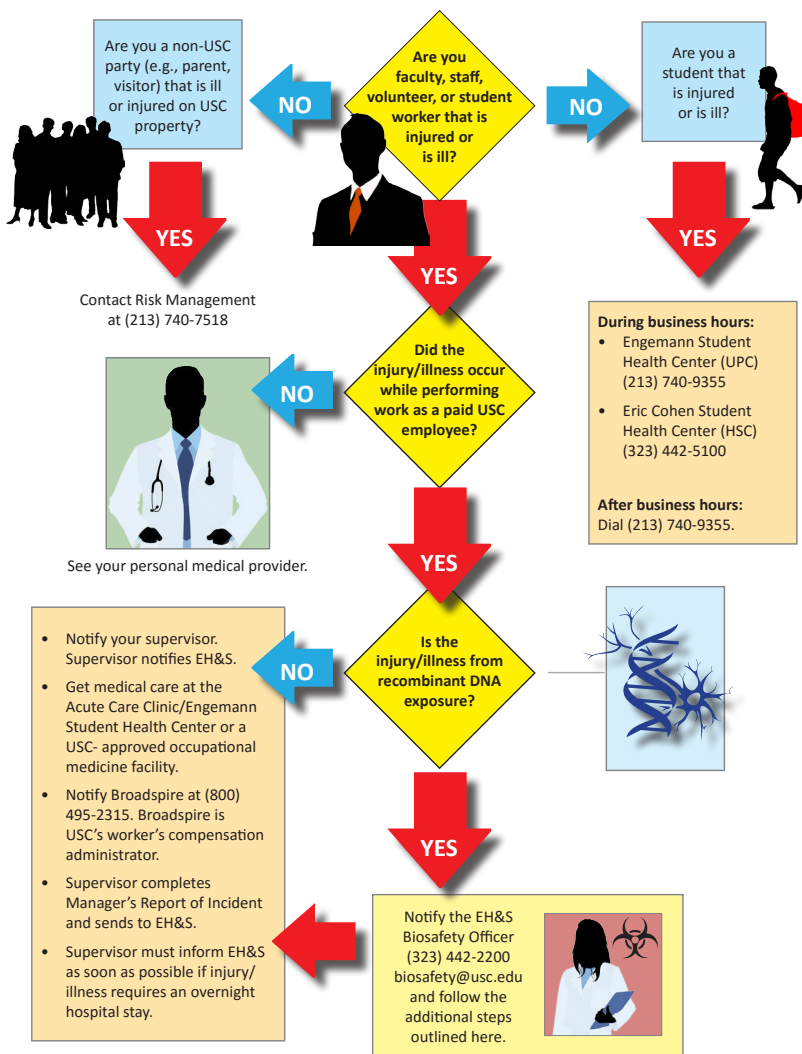 Are you a non-USC
party (e.g., parent,
visitor) that is ill
or injured on USC
property?
NO
Are you
faculty, staff,
volunteer, or student
worker that is
injured or
is ill?
NO
Are you a
student that
is injured
or is ill?
YES
YES
YES
Contact Risk Management
at (213) 740-7518
Did the
injury/illness occur
while performing
work as a paid USC
employee?
NO
See your personal medical provider.
During business hours:
• Engemann Student
Health Center (UPC)
(213) 740-9355
• Eric Cohen Student
Health Center (HSC)
(323) 442-5100
After business hours:
Dial (213) 740-9355.
YES
Is the
injury/illness from
recombinant DNA
exposure?
NO
• Notify your supervisor.
Supervisor notifies EH&S.
• Get medical care at the
Acute Care Clinic/Engemann
Student Health Center or a
USC- approved occupational
medicine facility.
• Notify Broadspire at (800)
495-2315. Broadspire is
USC's worker's compensation
administrator.
• Supervisor completes
Manager's Report of Incident
and sends to EH&S.
• Supervisor must inform EH&S
as soon as possible if injury/
illness requires an overnight
hospital stay.
YES
Notify the EH&S
Biosafety Officer
(323) 442-2200
biosafety@usc.edu
and follow the
additional steps
outlined here.